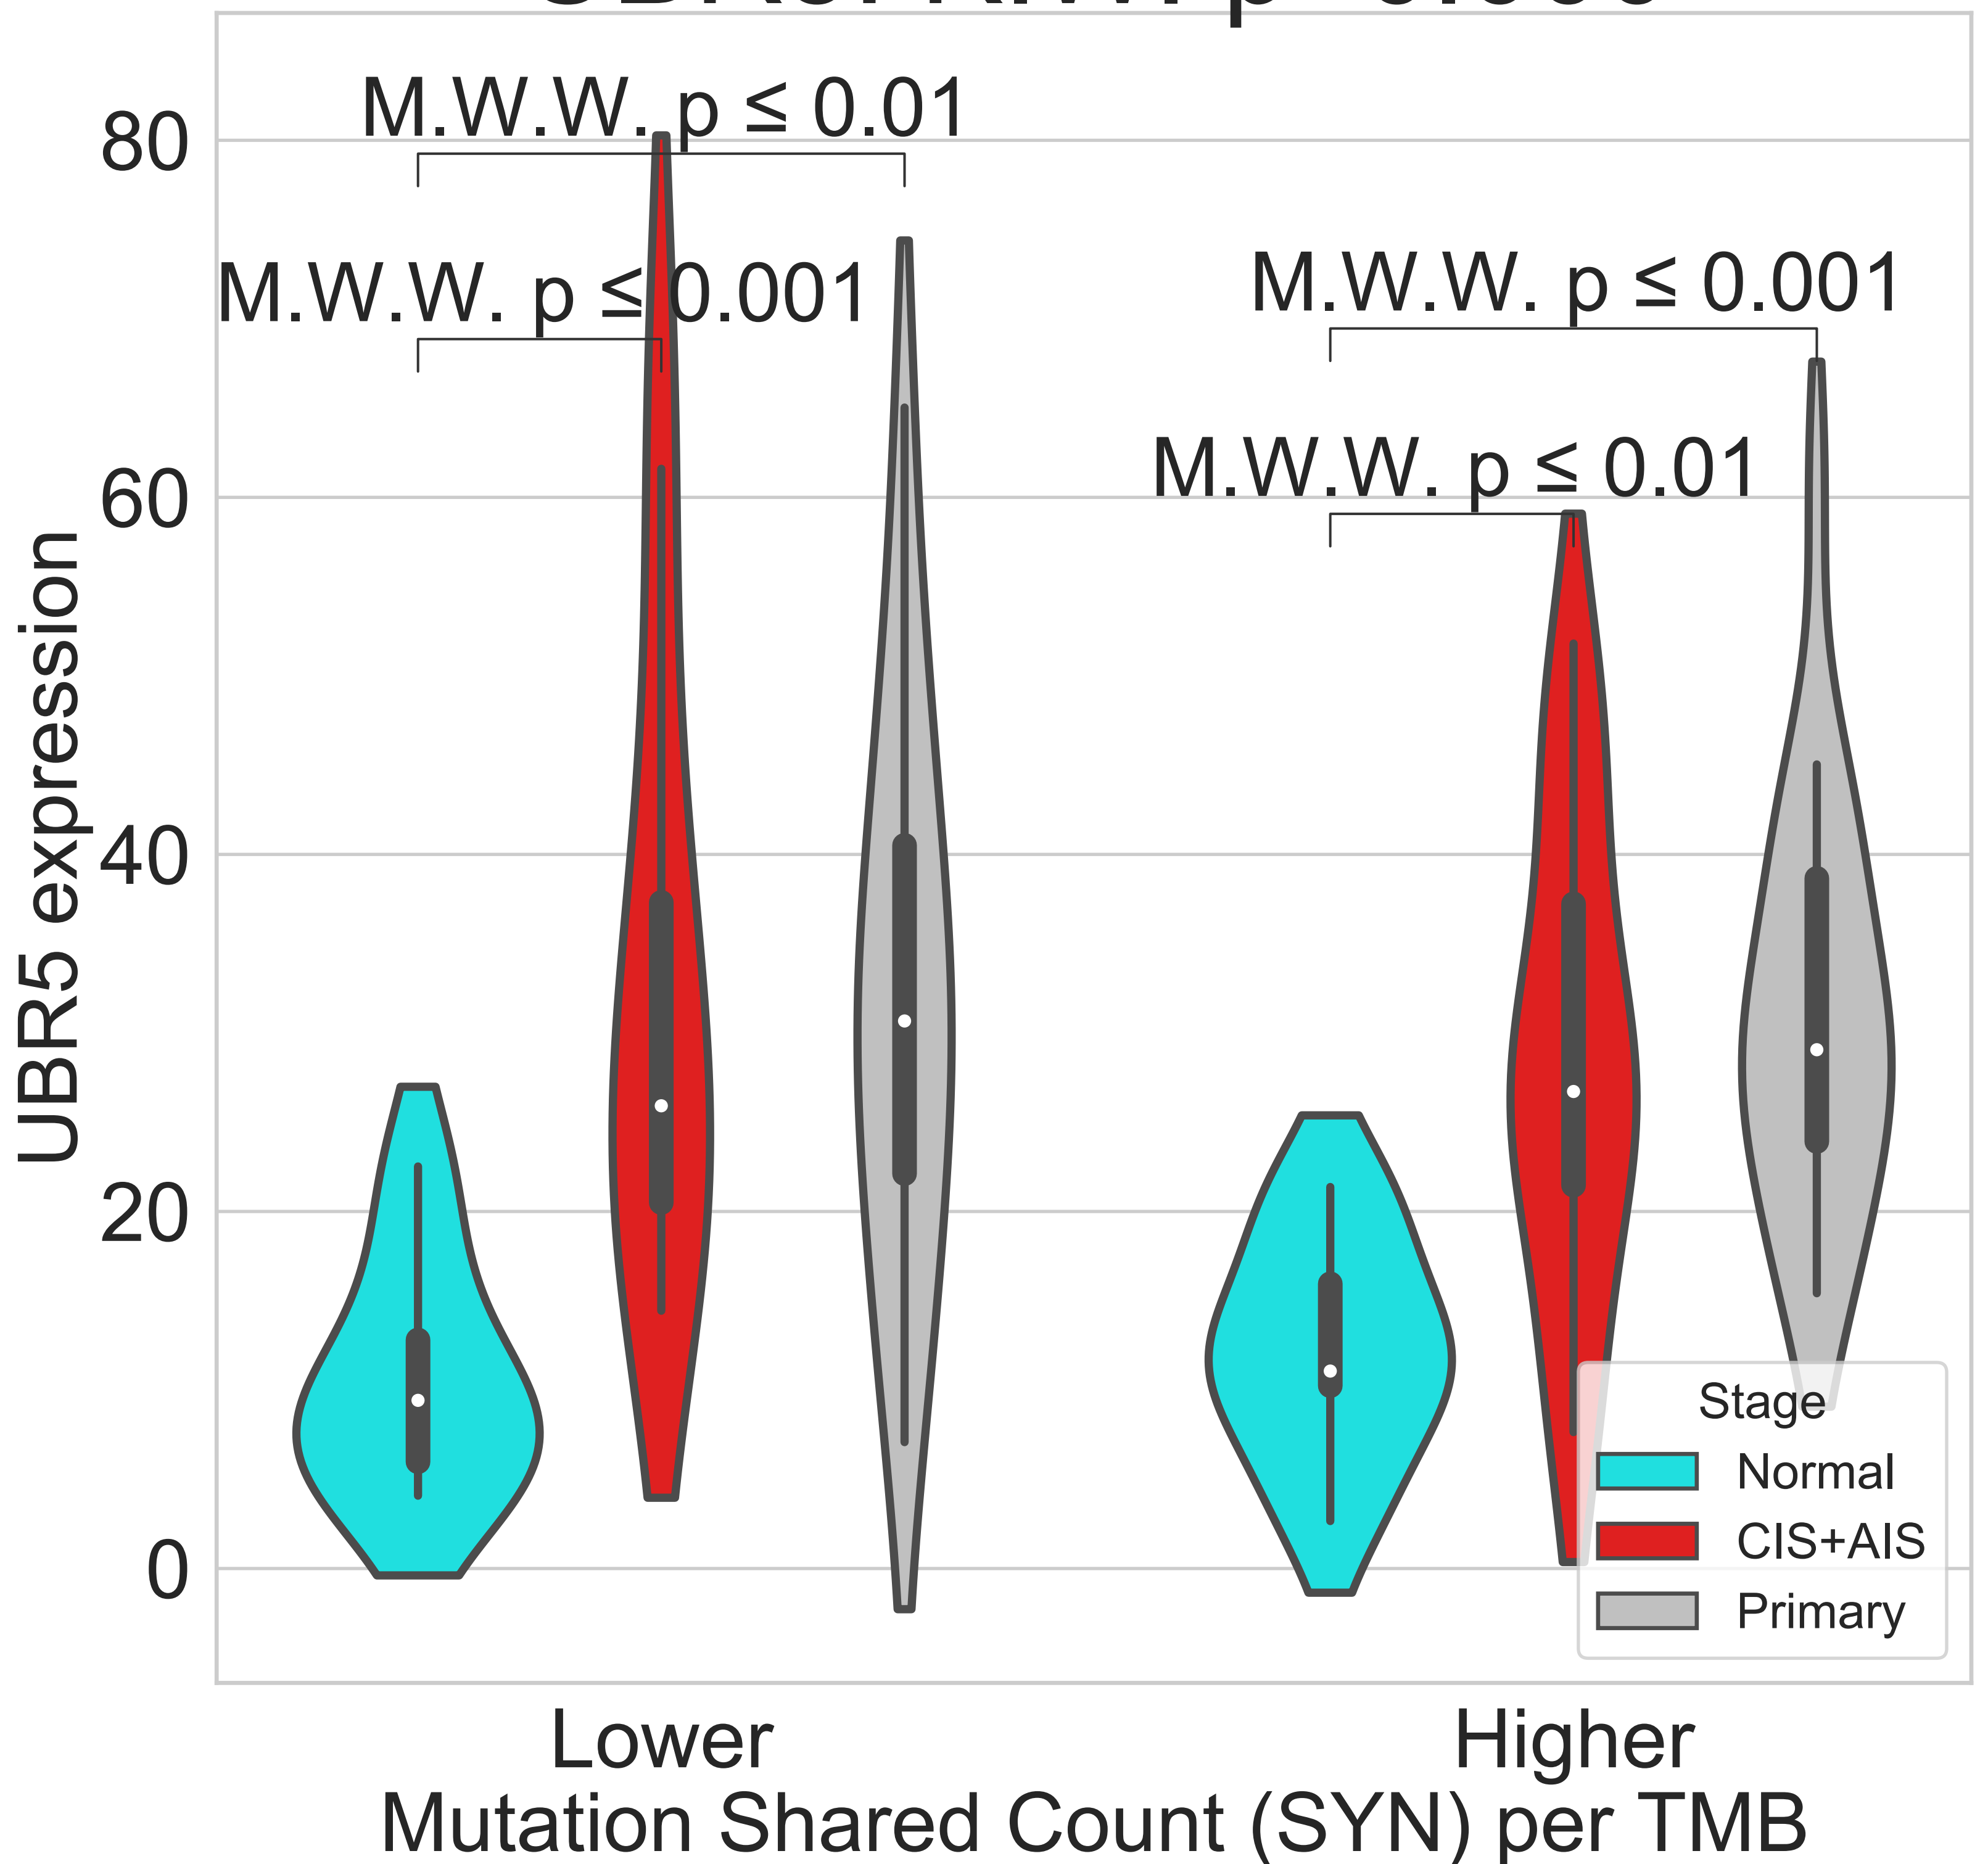 M.W.W. p ≤ 0.01
M.W.W. p ≤ 0.001
M.W.W. p ≤ 0.001
M.W.W. p ≤ 0.01
80
60
40
20
0
UBR5 expression
Stage
Normal
CIS+AIS
Primary
Lower
Higher
Mutation Shared Count (SYN) per TMB